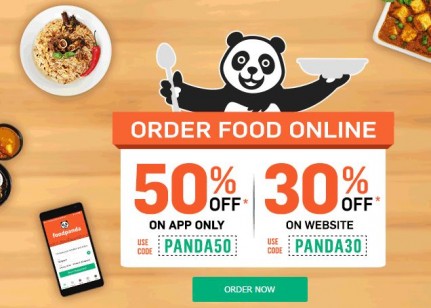 ORDER FOOD ONLINE
50% OFF*
ON APP ONLY
USE CODE PANDA50
30% OFF*
ON WEBSITE
USE CODE PANDA30
foodpanda
ORDER NOW